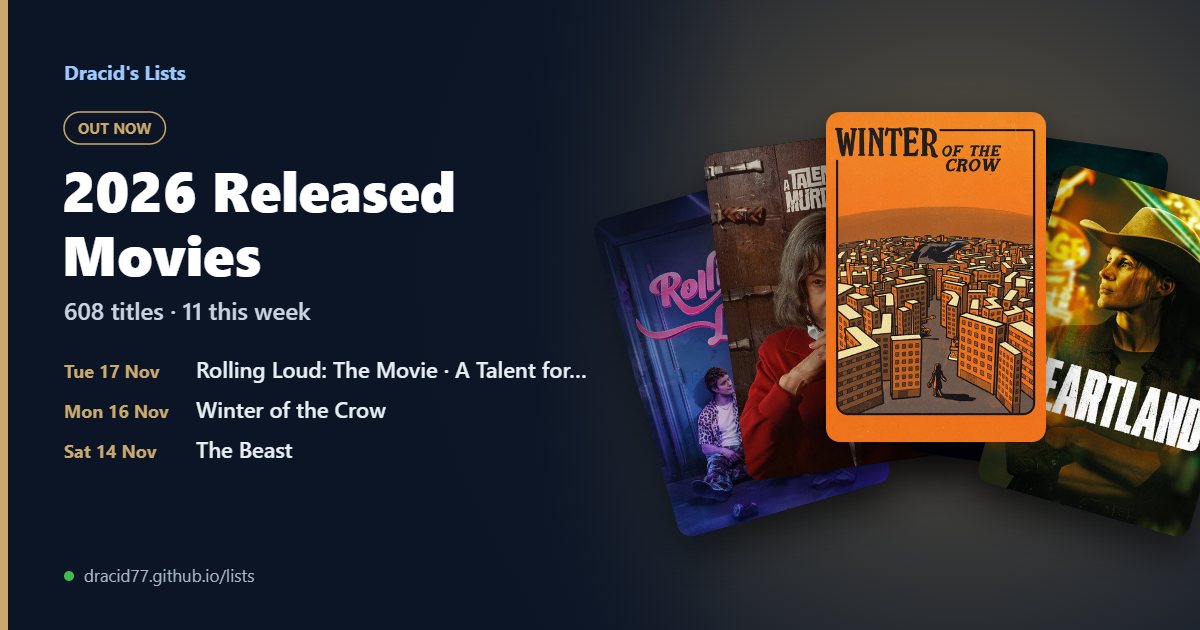 Dracid's Lists
OUT NOW
2026 Released
Movies
608 titles · 11 this week
Tue 17 Nov Rolling Loud: The Movie · A Talent for...
Mon 16 Nov Winter of the Crow
Sat 14 Nov The Beast
dracid77.github.io/lists
A TALEN
MURD
WINTER OF THE
CROW
EARTLAND